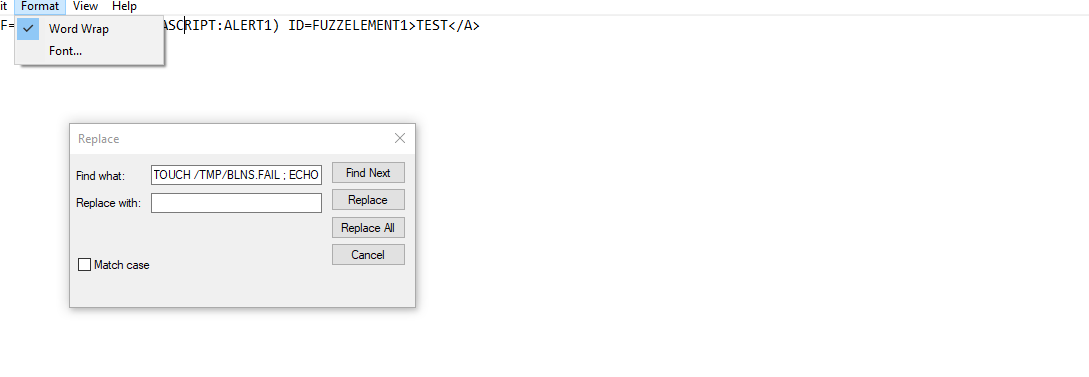 it Format View Help
F= ASCRIPT:ALERT1) ID=FUZZELEMENT1>TEST</A>
Word Wrap
Font...
Replace
Find what: TOUCH /TMP/BLNS.FAIL ; ECHO Find Next
Replace with: Replace
Replace All
Cancel
Match case